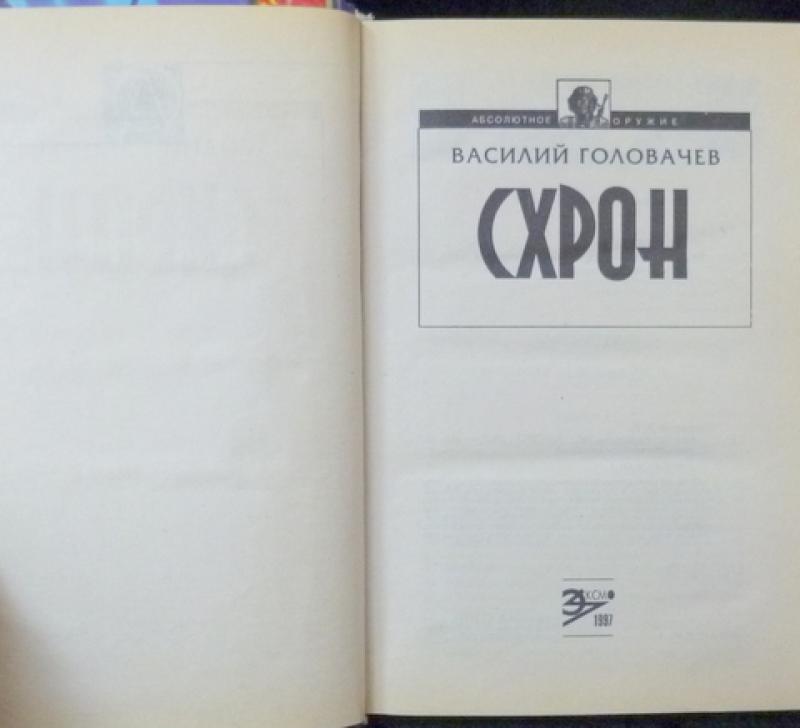 АБСОЛЮТНОЕ ОРУЖИЕ
ВАСИЛИЙ ГОЛОВАЧЕВ
СХРОН
ЭКСМО
1997